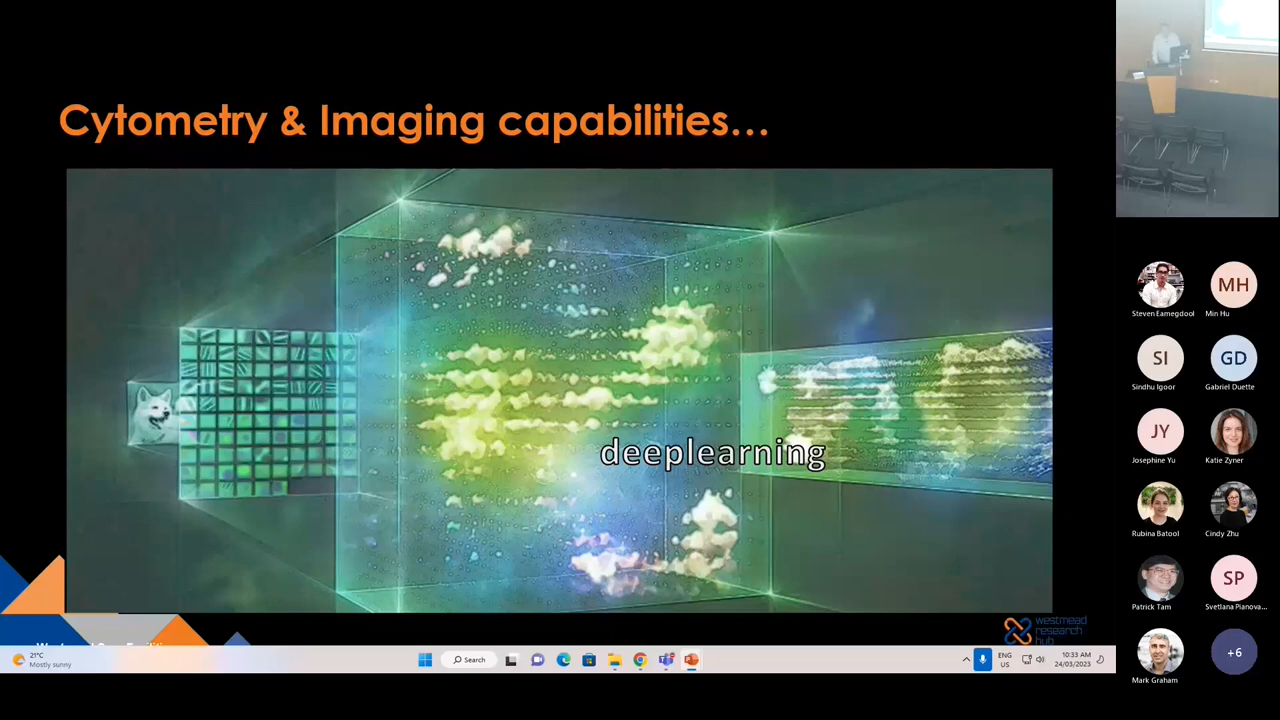 Cytometry & Imaging capabilities...
deeplearning
westmead
research
hub
21°C
Mostly sunny
Search
ENG
US
10:33 AM
24/03/2023
Steven Eamegdool
MH
Min Hu
SI
Sindhu Igoor
GD
Gabriel Duette
JY
Josephine Yu
Katie Zyner
Rubina Batool
Cindy Zhu
Patrick Tam
SP
Svetlana Pianova...
Mark Graham
+6